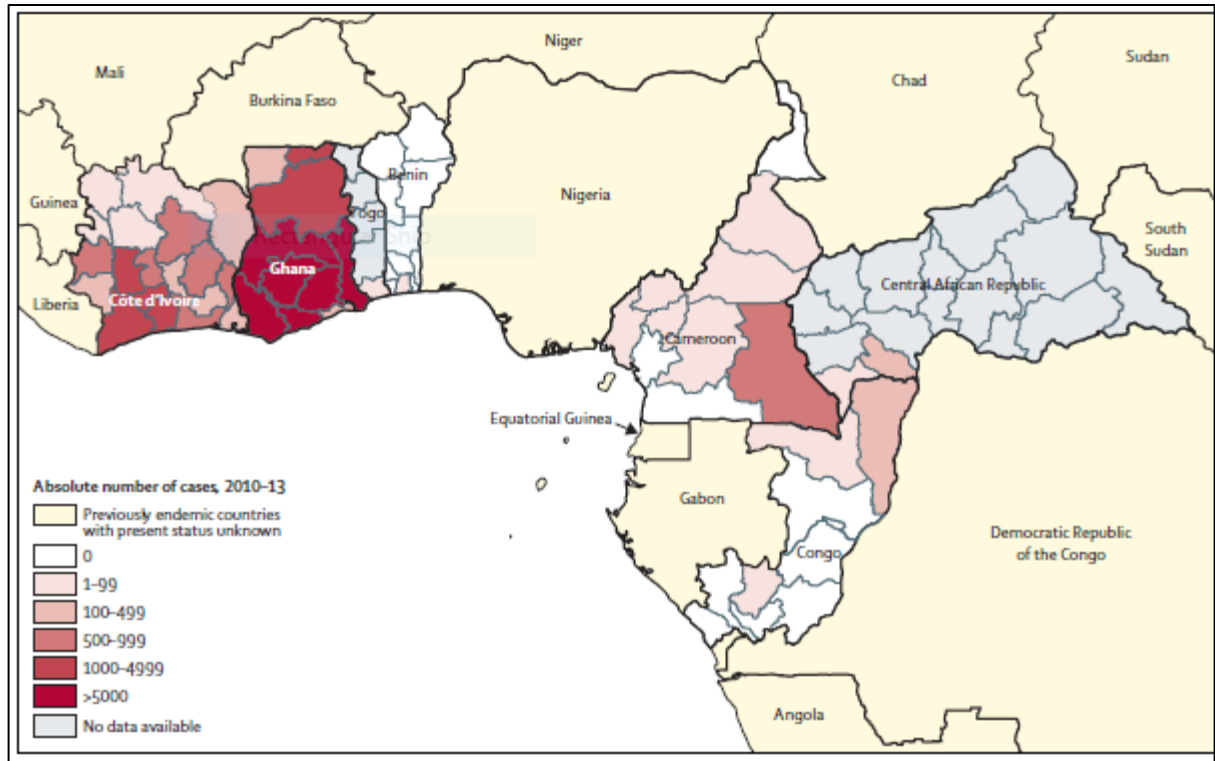 Niger
Sudan
Mali
Chad
Burkina Faso
Benin
Guinea
Nigeria
Togo
South
Sudan
Ghana
Central African Republic
Liberia
Côte d'Ivoire
Cameroon
Equatorial Guinea
Gabon
Democratic Republic
of the Congo
Congo
Angola
Absolute number of cases, 2010–13
Previously endemic countries
with present status unknown
0
1–99
100–499
500–999
1000–4999
>5000
No data available